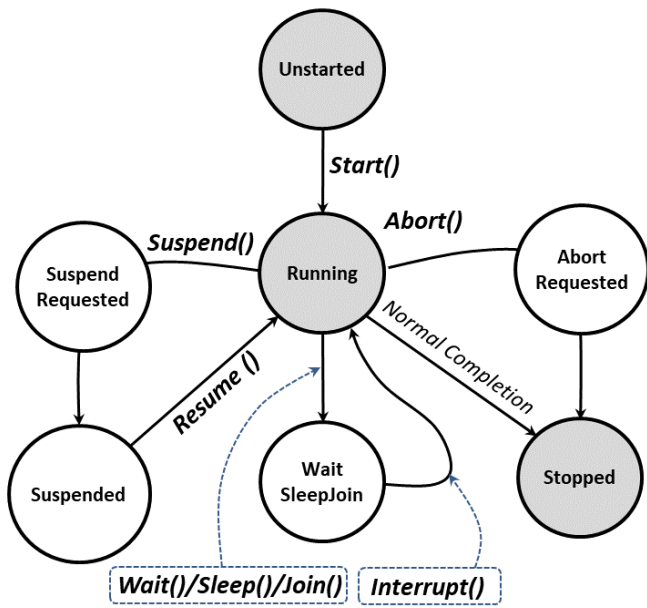 Unstarted
Start()
Suspend()
Abort()
Suspend
Requested
Running
Abort
Requested
Normal Completion
Resume ()
Suspended
Wait
SleepJoin
Stopped
Wait()/Sleep()/Join()
Interrupt()